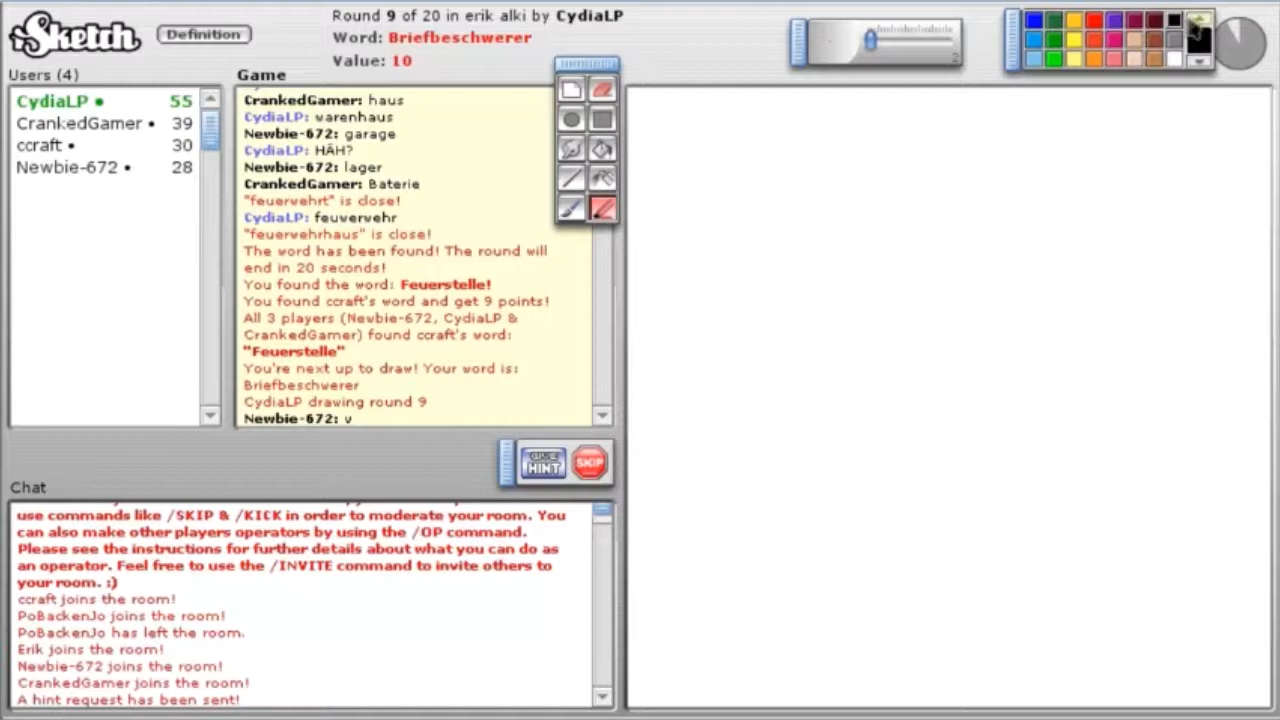 iSketch
Definition
Round 9 of 20 in erik alki by CydiaLP
Word: Briefbeschwerer
Value: 10
2
Users (4)
CydiaLP • 55
CrankedGamer • 39
ccraft • 30
Newbie-672 • 28
Game
CrankedGamer: haus
CydiaLP: warenhaus
Newbie-672: garage
CydiaLP: HÄH?
Newbie-672: lager
CrankedGamer: Baterie
"feuerwehrt" is close!
CydiaLP: feuverwehr
"feuerwehrhaus" is close!
The word has been found! The round will
end in 20 seconds!
You found the word: Feuerstelle!
You found ccraft's word and get 9 points!
All 3 players (Newbie-672, CydiaLP &
CrankedGamer) found ccraft's word:
"Feuerstelle"
You're next up to draw! Your word is:
Briefbeschwerer
CydiaLP drawing round 9
Newbie-672: v
GIVE HINT
SKIP
Chat
use commands like /SKIP & /KICK in order to moderate your room. You
can also make other players operators by using the /OP command.
Please see the instructions for further details about what you can do as
an operator. Feel free to use the /INVITE command to invite others to
your room. :)
ccraft joins the room!
PoBackenJo joins the room!
PoBackenJo has left the room.
Erik joins the room!
Newbie-672 joins the room!
CrankedGamer joins the room!
A hint request has been sent!